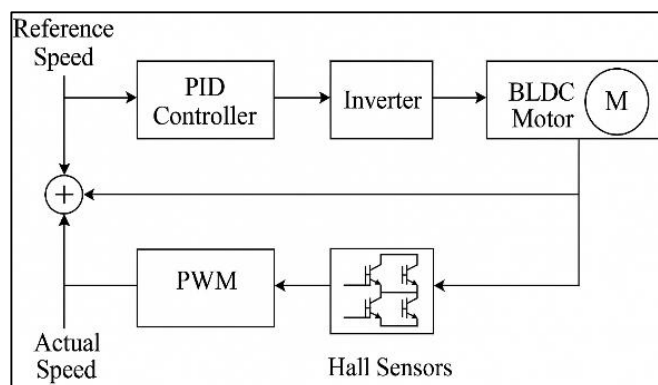 Reference
Speed
PID
Controller
Inverter
BLDC
Motor
M
+
PWM
Hall Sensors
Actual
Speed